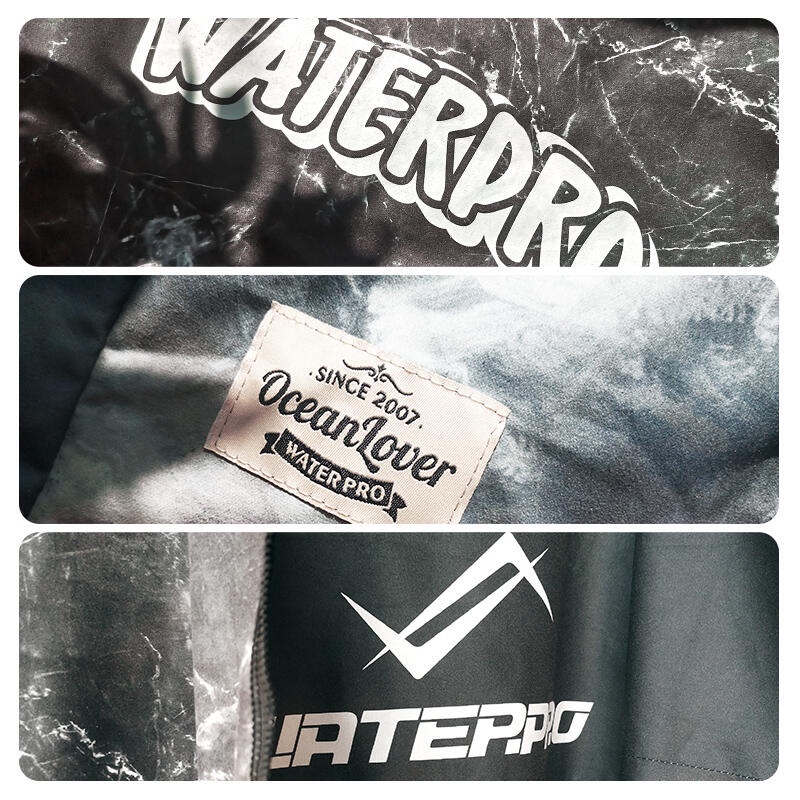 WATERPRO
·SINCE 2007·
OceanLover
WATER PRO
WATERPRO